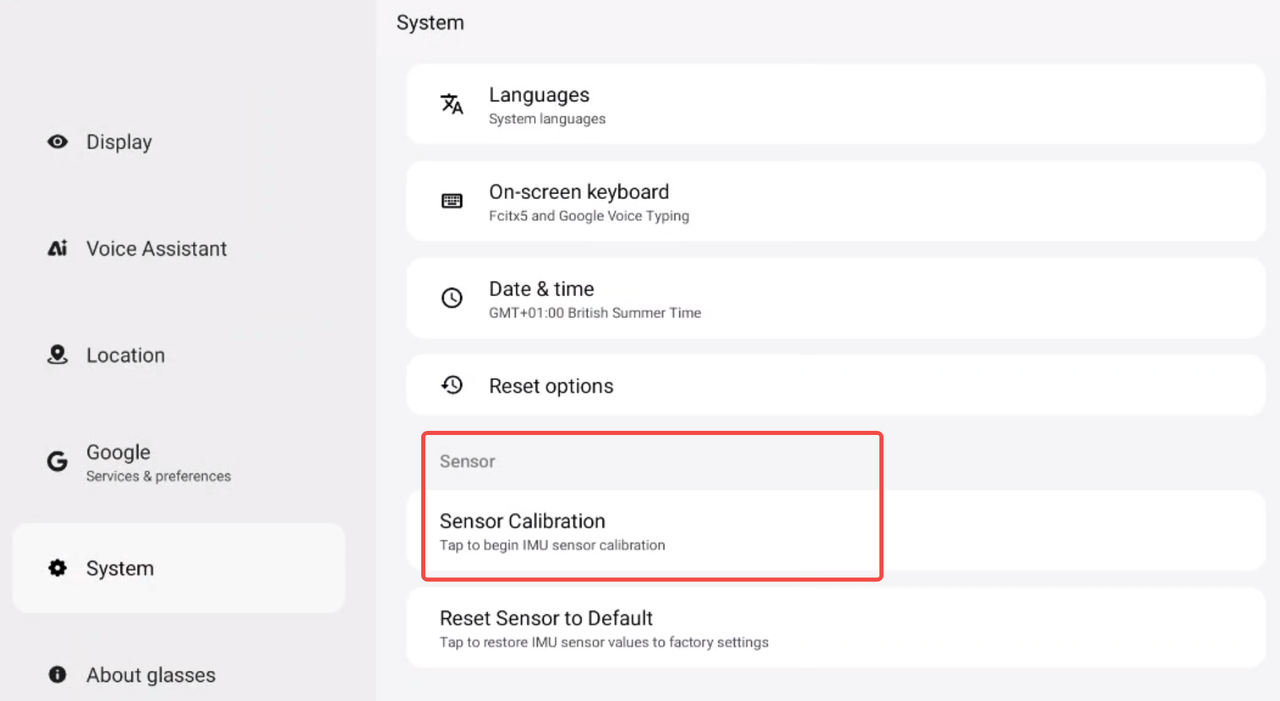 System
Display
Voice Assistant
Location
Google
Services & preferences
System
About glasses
Languages
System languages
On-screen keyboard
Fcitx5 and Google Voice Typing
Date & time
GMT+01:00 British Summer Time
Reset options
Sensor
Sensor Calibration
Tap to begin IMU sensor calibration
Reset Sensor to Default
Tap to restore IMU sensor values to factory settings